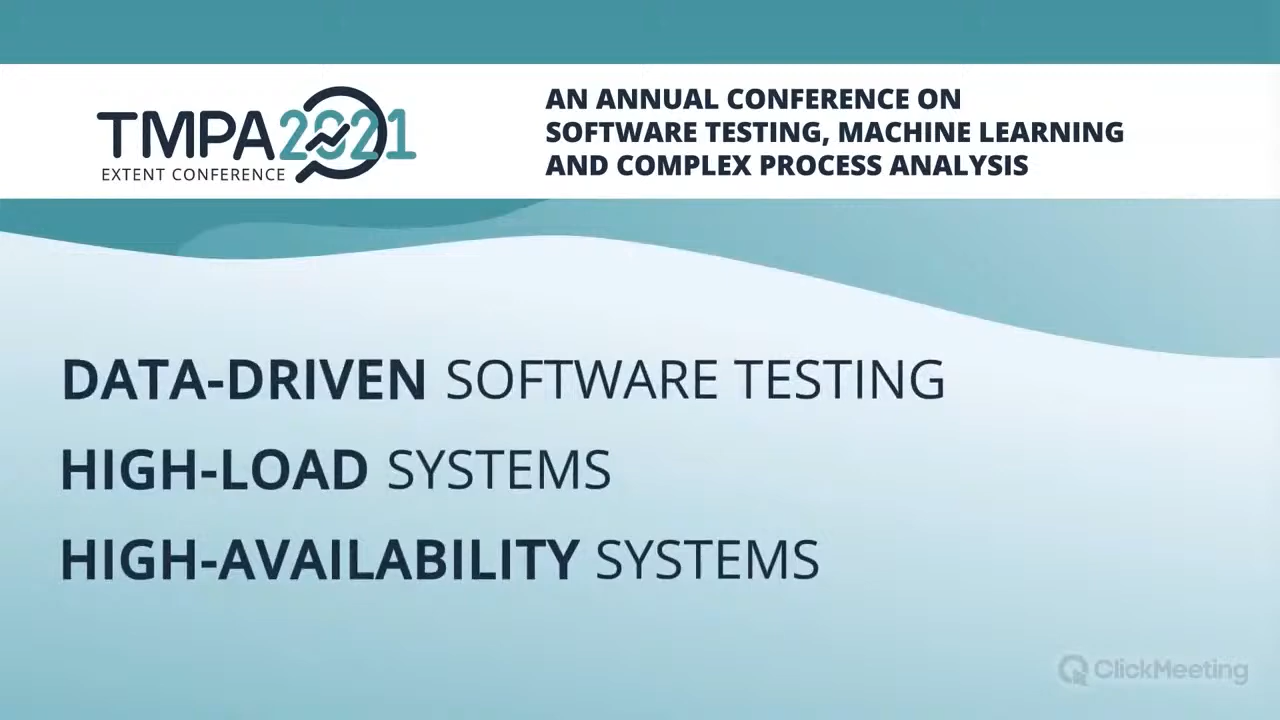 TMPA2021
EXTENT CONFERENCE
AN ANNUAL CONFERENCE ON
SOFTWARE TESTING, MACHINE LEARNING
AND COMPLEX PROCESS ANALYSIS
DATA-DRIVEN SOFTWARE TESTING
HIGH-LOAD SYSTEMS
HIGH-AVAILABILITY SYSTEMS
ClickMeeting